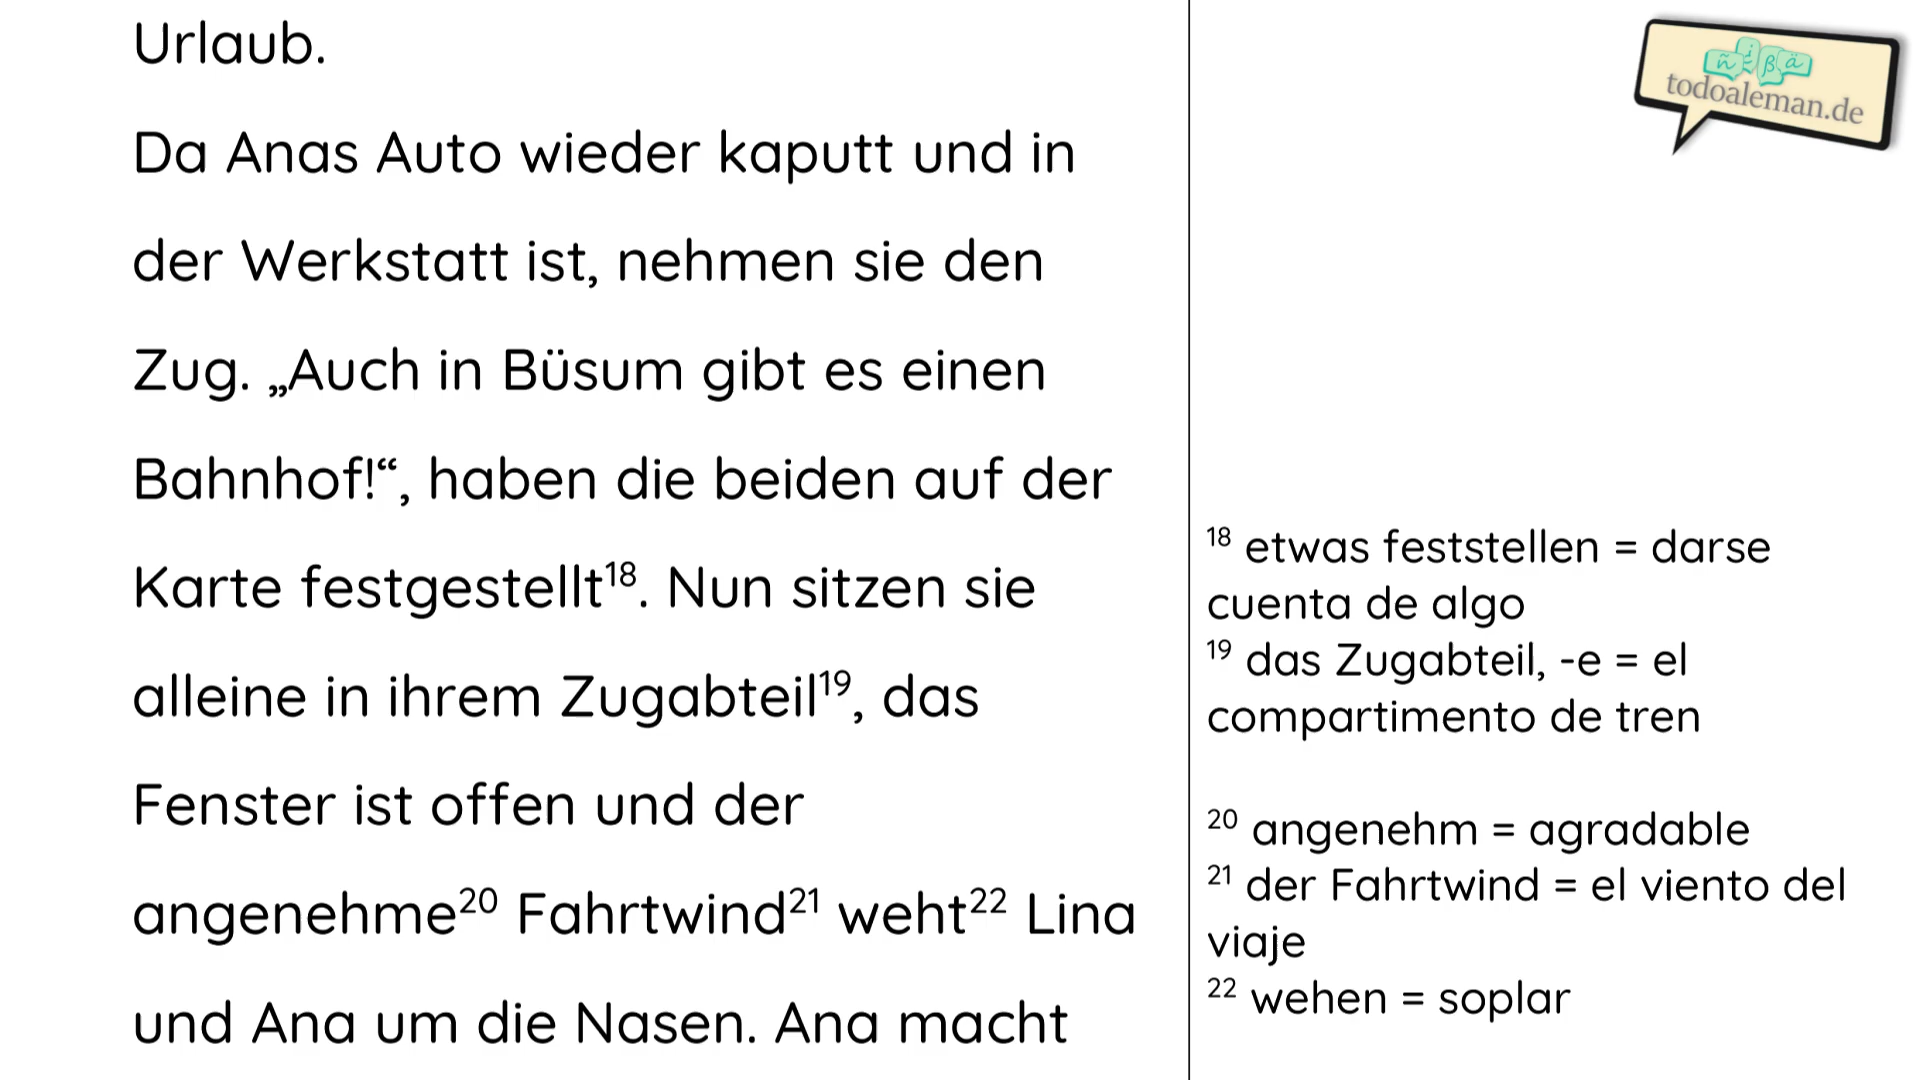 Urlaub.
Da Anas Auto wieder kaputt und in
der Werkstatt ist, nehmen sie den
Zug. „Auch in Büsum gibt es einen
Bahnhof!“, haben die beiden auf der
Karte festgestellt¹⁸. Nun sitzen sie
alleine in ihrem Zugabteil¹⁹, das
Fenster ist offen und der
angenehme²⁰ Fahrtwind²¹ weht²² Lina
und Ana um die Nasen. Ana macht
ñ ¿ ß ä
todoaleman.de
¹⁸ etwas feststellen = darse
cuenta de algo
¹⁹ das Zugabteil, -e = el
compartimento de tren
²⁰ angenehm = agradable
²¹ der Fahrtwind = el viento del
viaje
²² wehen = soplar